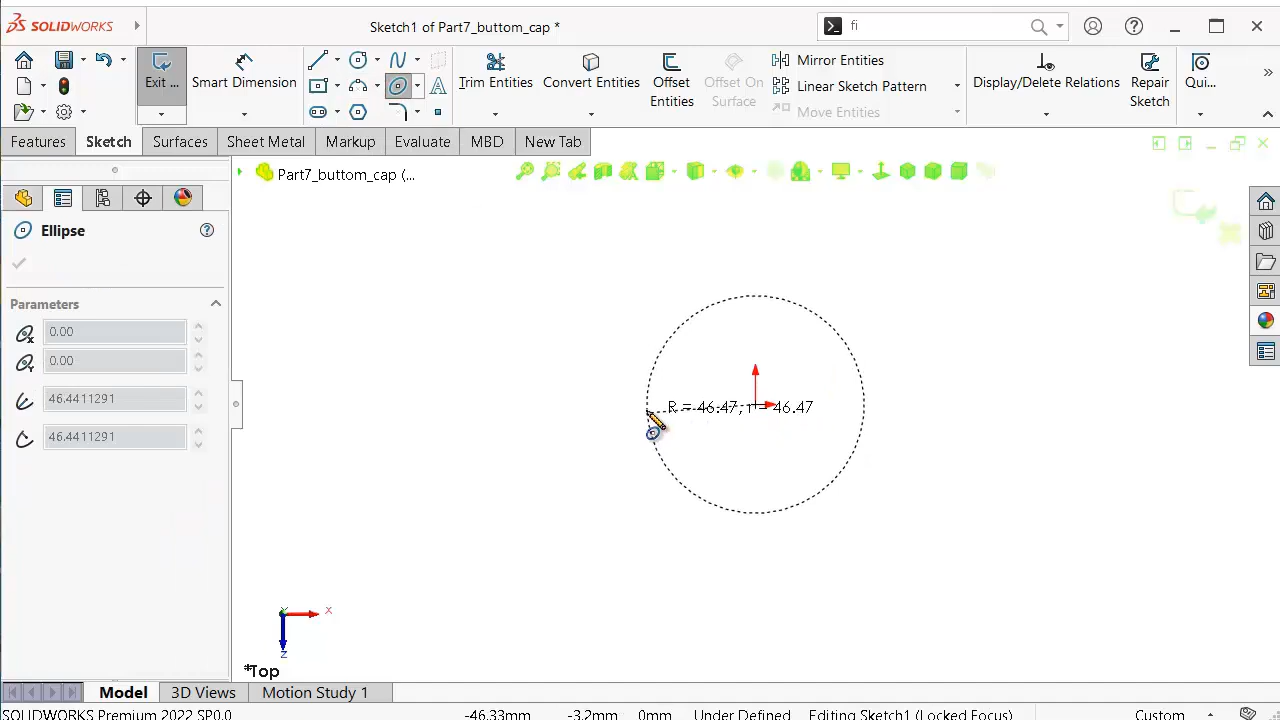 SOLIDWORKS
Sketch1 of Part7_buttom_cap *
fi
Exit ...
Smart Dimension
Trim Entities
Convert Entities
Offset Entities
Offset On Surface
Mirror Entities
Linear Sketch Pattern
Move Entities
Display/Delete Relations
Repair Sketch
Qui...
Features
Sketch
Surfaces
Sheet Metal
Markup
Evaluate
MBD
New Tab
Part7_buttom_cap (...
Ellipse
Parameters
0.00
0.00
46.4411291
46.4411291
R = 46.47, r = 46.47
Y
X
Z
*Top
Model
3D Views
Motion Study 1
SOLIDWORKS Premium 2022 SP0.0
-46.33mm
-3.2mm
0mm
Under Defined
Editing Sketch1 (Locked Focus)
Custom